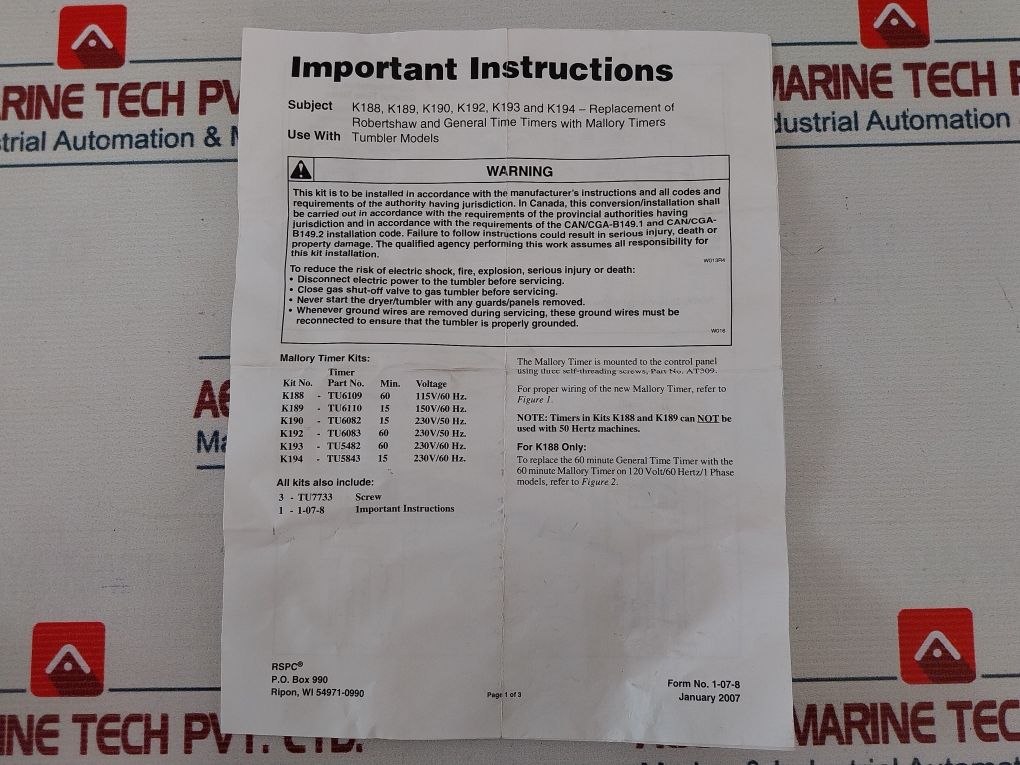 RINE TECH PV
strial Automation & M
MARINE TECH P
dustrial Automation
Important Instructions
Subject K188, K189, K190, K192, K193 and K194 – Replacement of
Robertshaw and General Time Timers with Mallory Timers
Use With Tumbler Models
WARNING
This kit is to be installed in accordance with the manufacturer's instructions and all codes and
requirements of the authority having jurisdiction. In Canada, this conversion/installation shall
be carried out in accordance with the requirements of the provincial authorities having
jurisdiction and in accordance with the requirements of the CAN/CGA-B149.1 and CAN/CGA-
B149.2 installation code. Failure to follow instructions could result in serious injury, death or
property damage. The qualified agency performing this work assumes all responsibility for
this kit installation.
W013R4
To reduce the risk of electric shock, fire, explosion, serious injury or death:
• Disconnect electric power to the tumbler before servicing.
• Close gas shut-off valve to gas tumbler before servicing.
• Never start the dryer/tumbler with any guards/panels removed.
• Whenever ground wires are removed during servicing, these ground wires must be
reconnected to ensure that the tumbler is properly grounded.
W016
Mallory Timer Kits:
Timer
Kit No. Part No. Min. Voltage
K188 - TU6109 60 115V/60 Hz.
K189 - TU6110 15 150V/60 Hz.
K190 - TU6082 15 230V/50 Hz.
K192 - TU6083 60 230V/50 Hz.
K193 - TU5482 60 230V/60 Hz.
K194 - TU5843 15 230V/60 Hz.
All kits also include:
3 - TU7733 Screw
1 - 1-07-8 Important Instructions
The Mallory Timer is mounted to the control panel
using three self-threading screws, Part No. AT309.
For proper wiring of the new Mallory Timer, refer to
Figure 1.
NOTE: Timers in Kits K188 and K189 can NOT be
used with 50 Hertz machines.
For K188 Only:
To replace the 60 minute General Time Timer with the
60 minute Mallory Timer on 120 Volt/60 Hertz/1 Phase
models, refer to Figure 2.
RSPC®
P.O. Box 990
Ripon, WI 54971-0990
Page 1 of 3
Form No. 1-07-8
January 2007
INE TECH PVT. LTD.
MARINE TEC